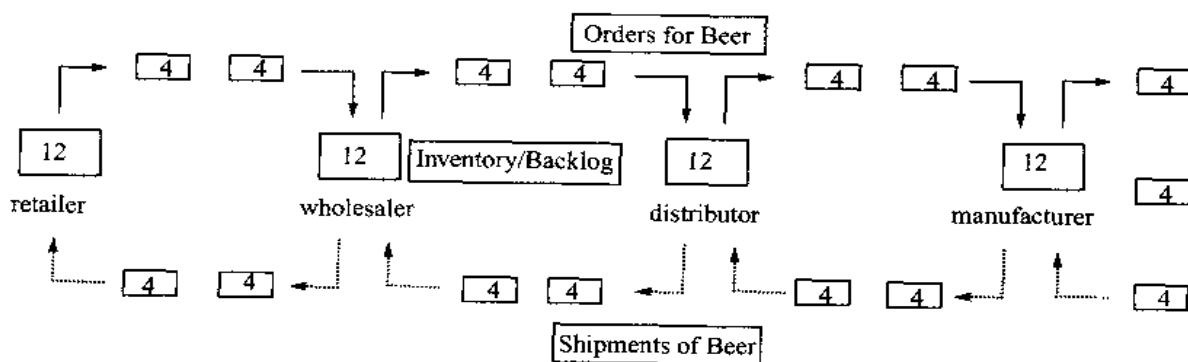 Orders for Beer
4 4 4 4 4 4 4
12 12 Inventory/Backlog 12 12
4
retailer wholesaler distributor manufacturer
4 4 4 4 4 4 4
Shipments of Beer